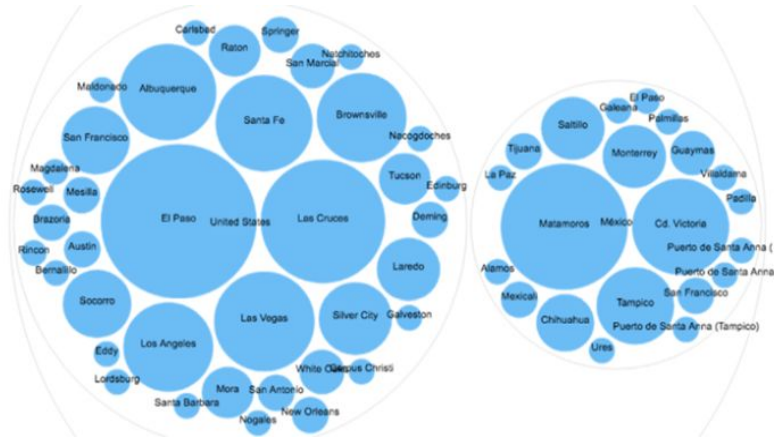 Carlsbad
Springer
Raton
Natchitoches
San Marcial
Maldonado
Albuquerque
Santa Fe
Brownsville
San Francisco
Nacogdoches
Magdalena
Tucson
Roswell
Mesilla
Edinburg
Brazoria
El Paso
United States
Las Cruces
Deming
Rincon
Austin
Bernalillo
Laredo
Socorro
Los Angeles
Las Vegas
Silver City
Galveston
Eddy
Lordsburg
White Oaks
Corpus Christi
Mora
San Antonio
Santa Barbara
Nogales
New Orleans
El Paso
Galeana
Palmillas
Saltillo
Tijuana
Monterrey
Guaymas
La Paz
Villaldama
Padilla
Matamoros
México
Cd. Victoria
Puerto de Santa Anna (
Alamos
Puerto de Santa Anna
Mexicali
San Francisco
Tampico
Chihuahua
Puerto de Santa Anna (Tampico)
Ures